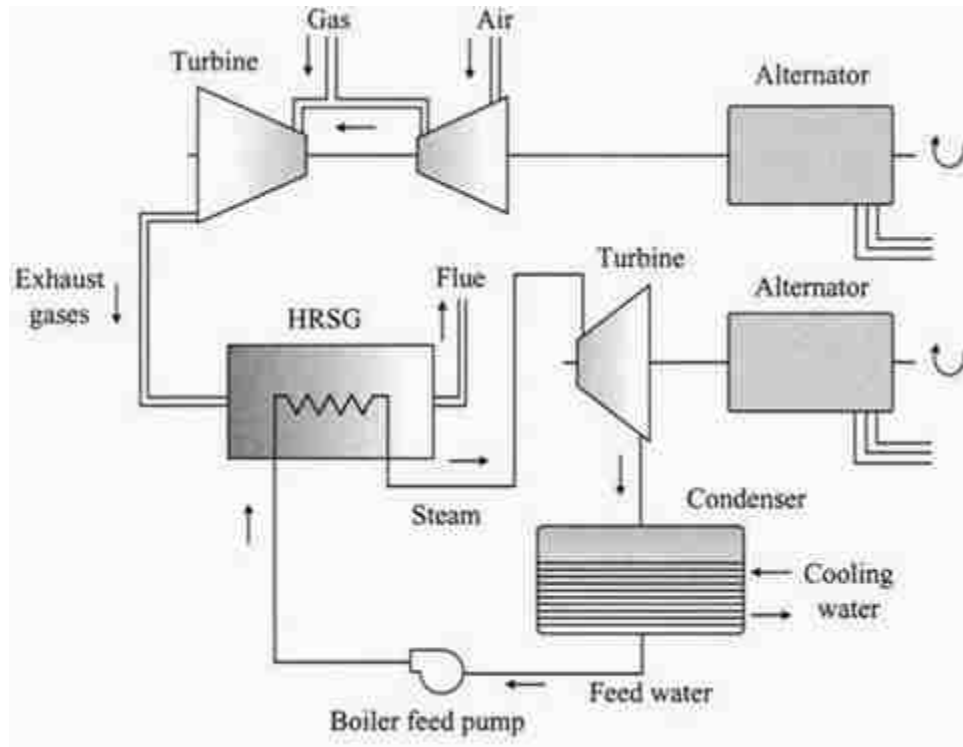 Gas
Air
Turbine
Alternator
Exhaust
gases
Flue
Turbine
Alternator
HRSG
Steam
Condenser
Cooling
water
Feed water
Boiler feed pump